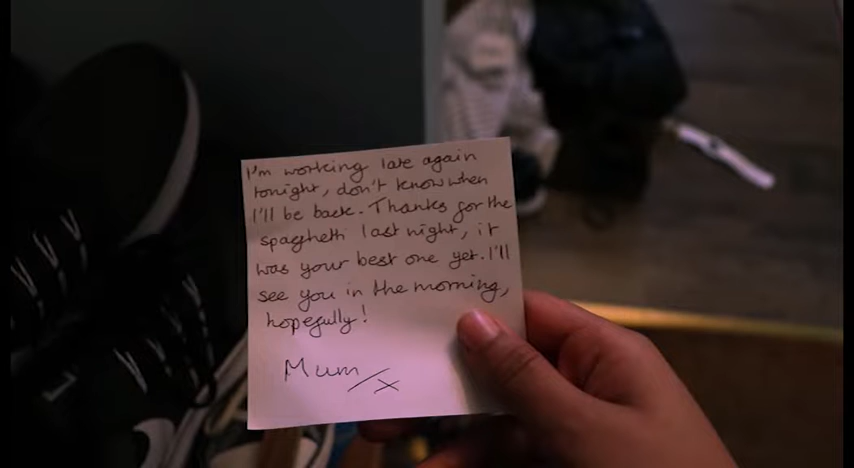 I'm working late again
tonight, don't know when
I'll be back. Thanks for the
spaghetti last night, it
was your best one yet. I'll
see you in the morning,
hopefully!
Mum/x